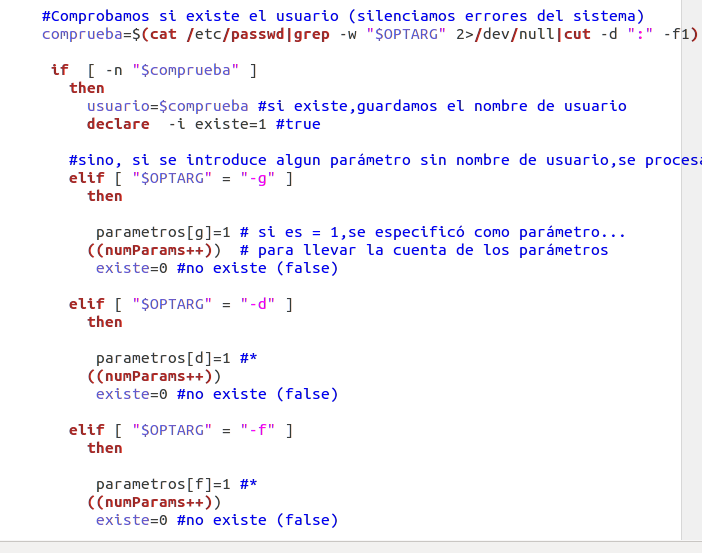 #Comprobamos si existe el usuario (silenciamos errores del sistema)
comprueba=$(cat /etc/passwd|grep -w "$OPTARG" 2>/dev/null|cut -d ":" -f1)
if  [ -n "$comprueba" ]
then
usuario=$comprueba #si existe,guardamos el nombre de usuario
declare  -i existe=1 #true
#sino, si se introduce algun parámetro sin nombre de usuario,se procesa
elif [ "$OPTARG" = "-g" ]
then
parametros[g]=1 # si es = 1,se especificó como parámetro...
((numParams++))  # para llevar la cuenta de los parámetros
existe=0 #no existe (false)
elif [ "$OPTARG" = "-d" ]
then
parametros[d]=1 #*
((numParams++))
existe=0 #no existe (false)
elif [ "$OPTARG" = "-f" ]
then
parametros[f]=1 #*
((numParams++))
existe=0 #no existe (false)